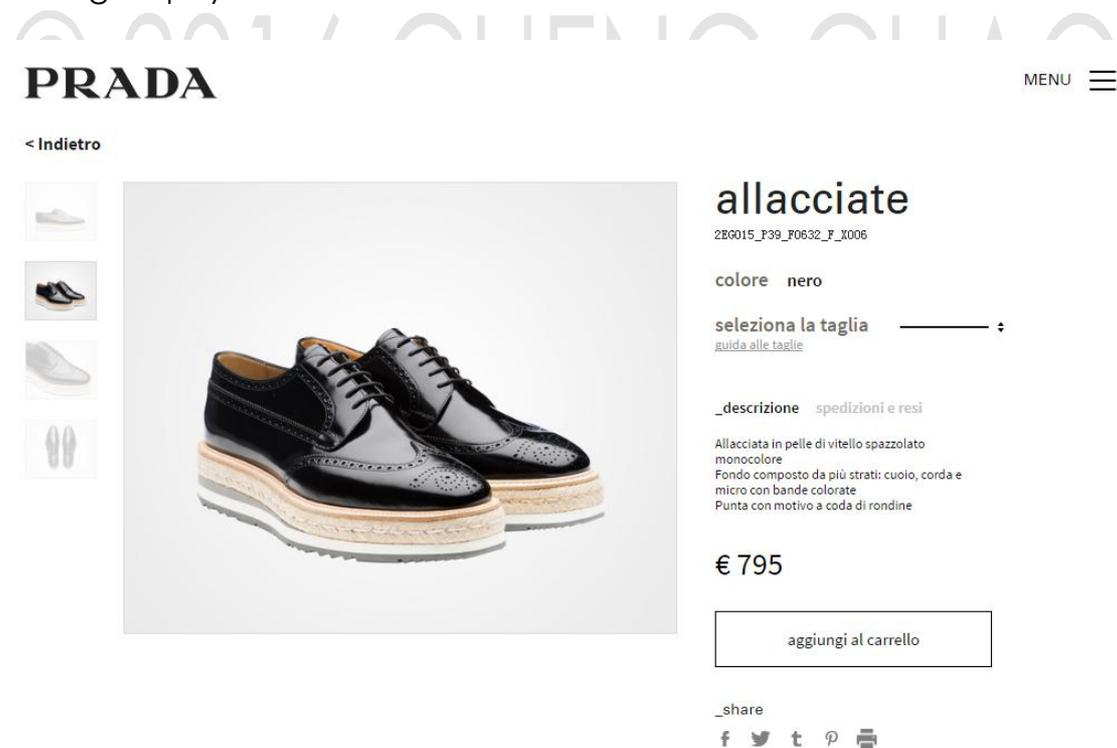 PRADA
MENU
< Indietro
allacciate
2EG015_P39_F0632_F_X006
colore nero
seleziona la taglia
guida alle taglie
_descrizione spedizioni e resi
Allacciata in pelle di vitello spazzolato
monocolore
Fondo composto da più strati: cuoio, corda e
micro con bande colorate
Punta con motivo a coda di rondine
€ 795
aggiungi al carrello
_share